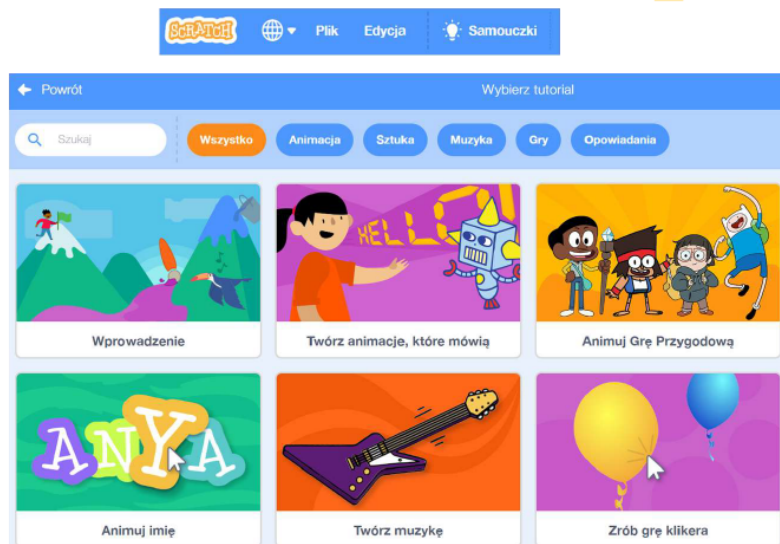 SCRATCH Plik Edycja Samouczki
Powrót Wybierz tutorial
Szukaj Wszystko Animacja Sztuka Muzyka Gry Opowiadania
HELLO!
Wprowadzenie Twórz animacje, które mówią Animuj Grę Przygodową
ANYA
Animuj imię Twórz muzykę Zrób grę klikera